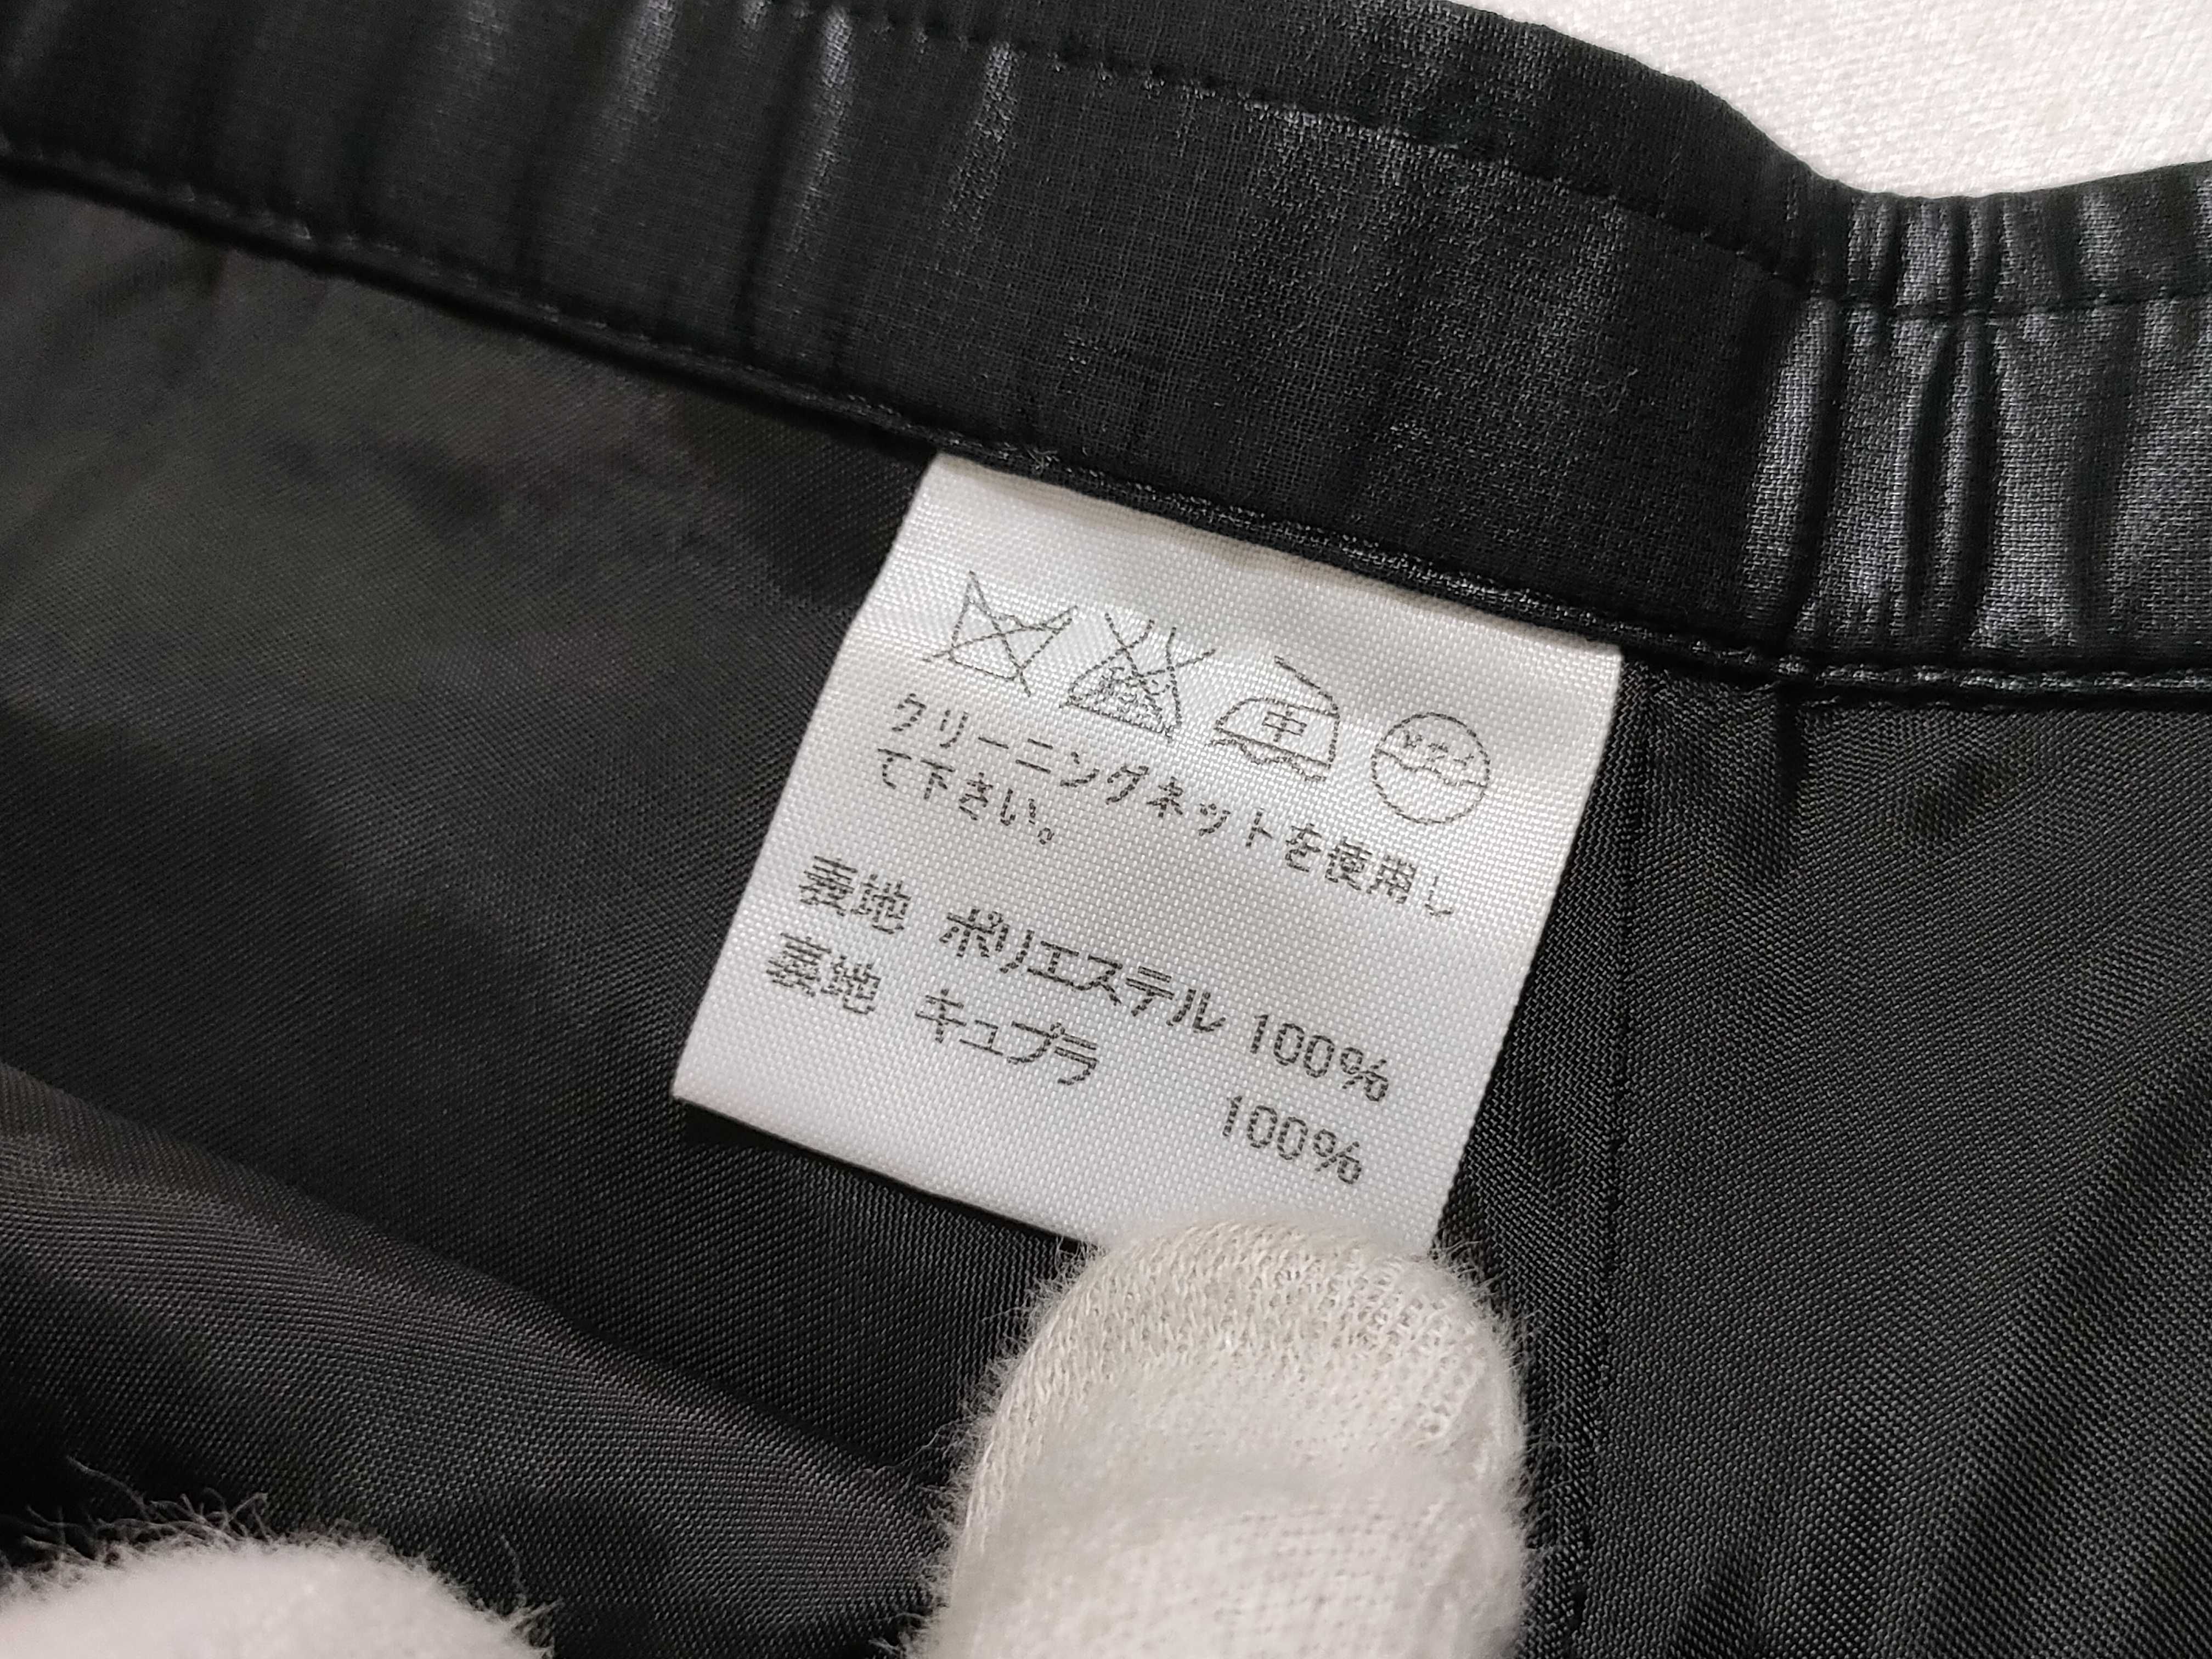 中
クリーニングネットを使用し
て下さい。
表地 ポリエステル 100%
裏地 キュプラ 100%